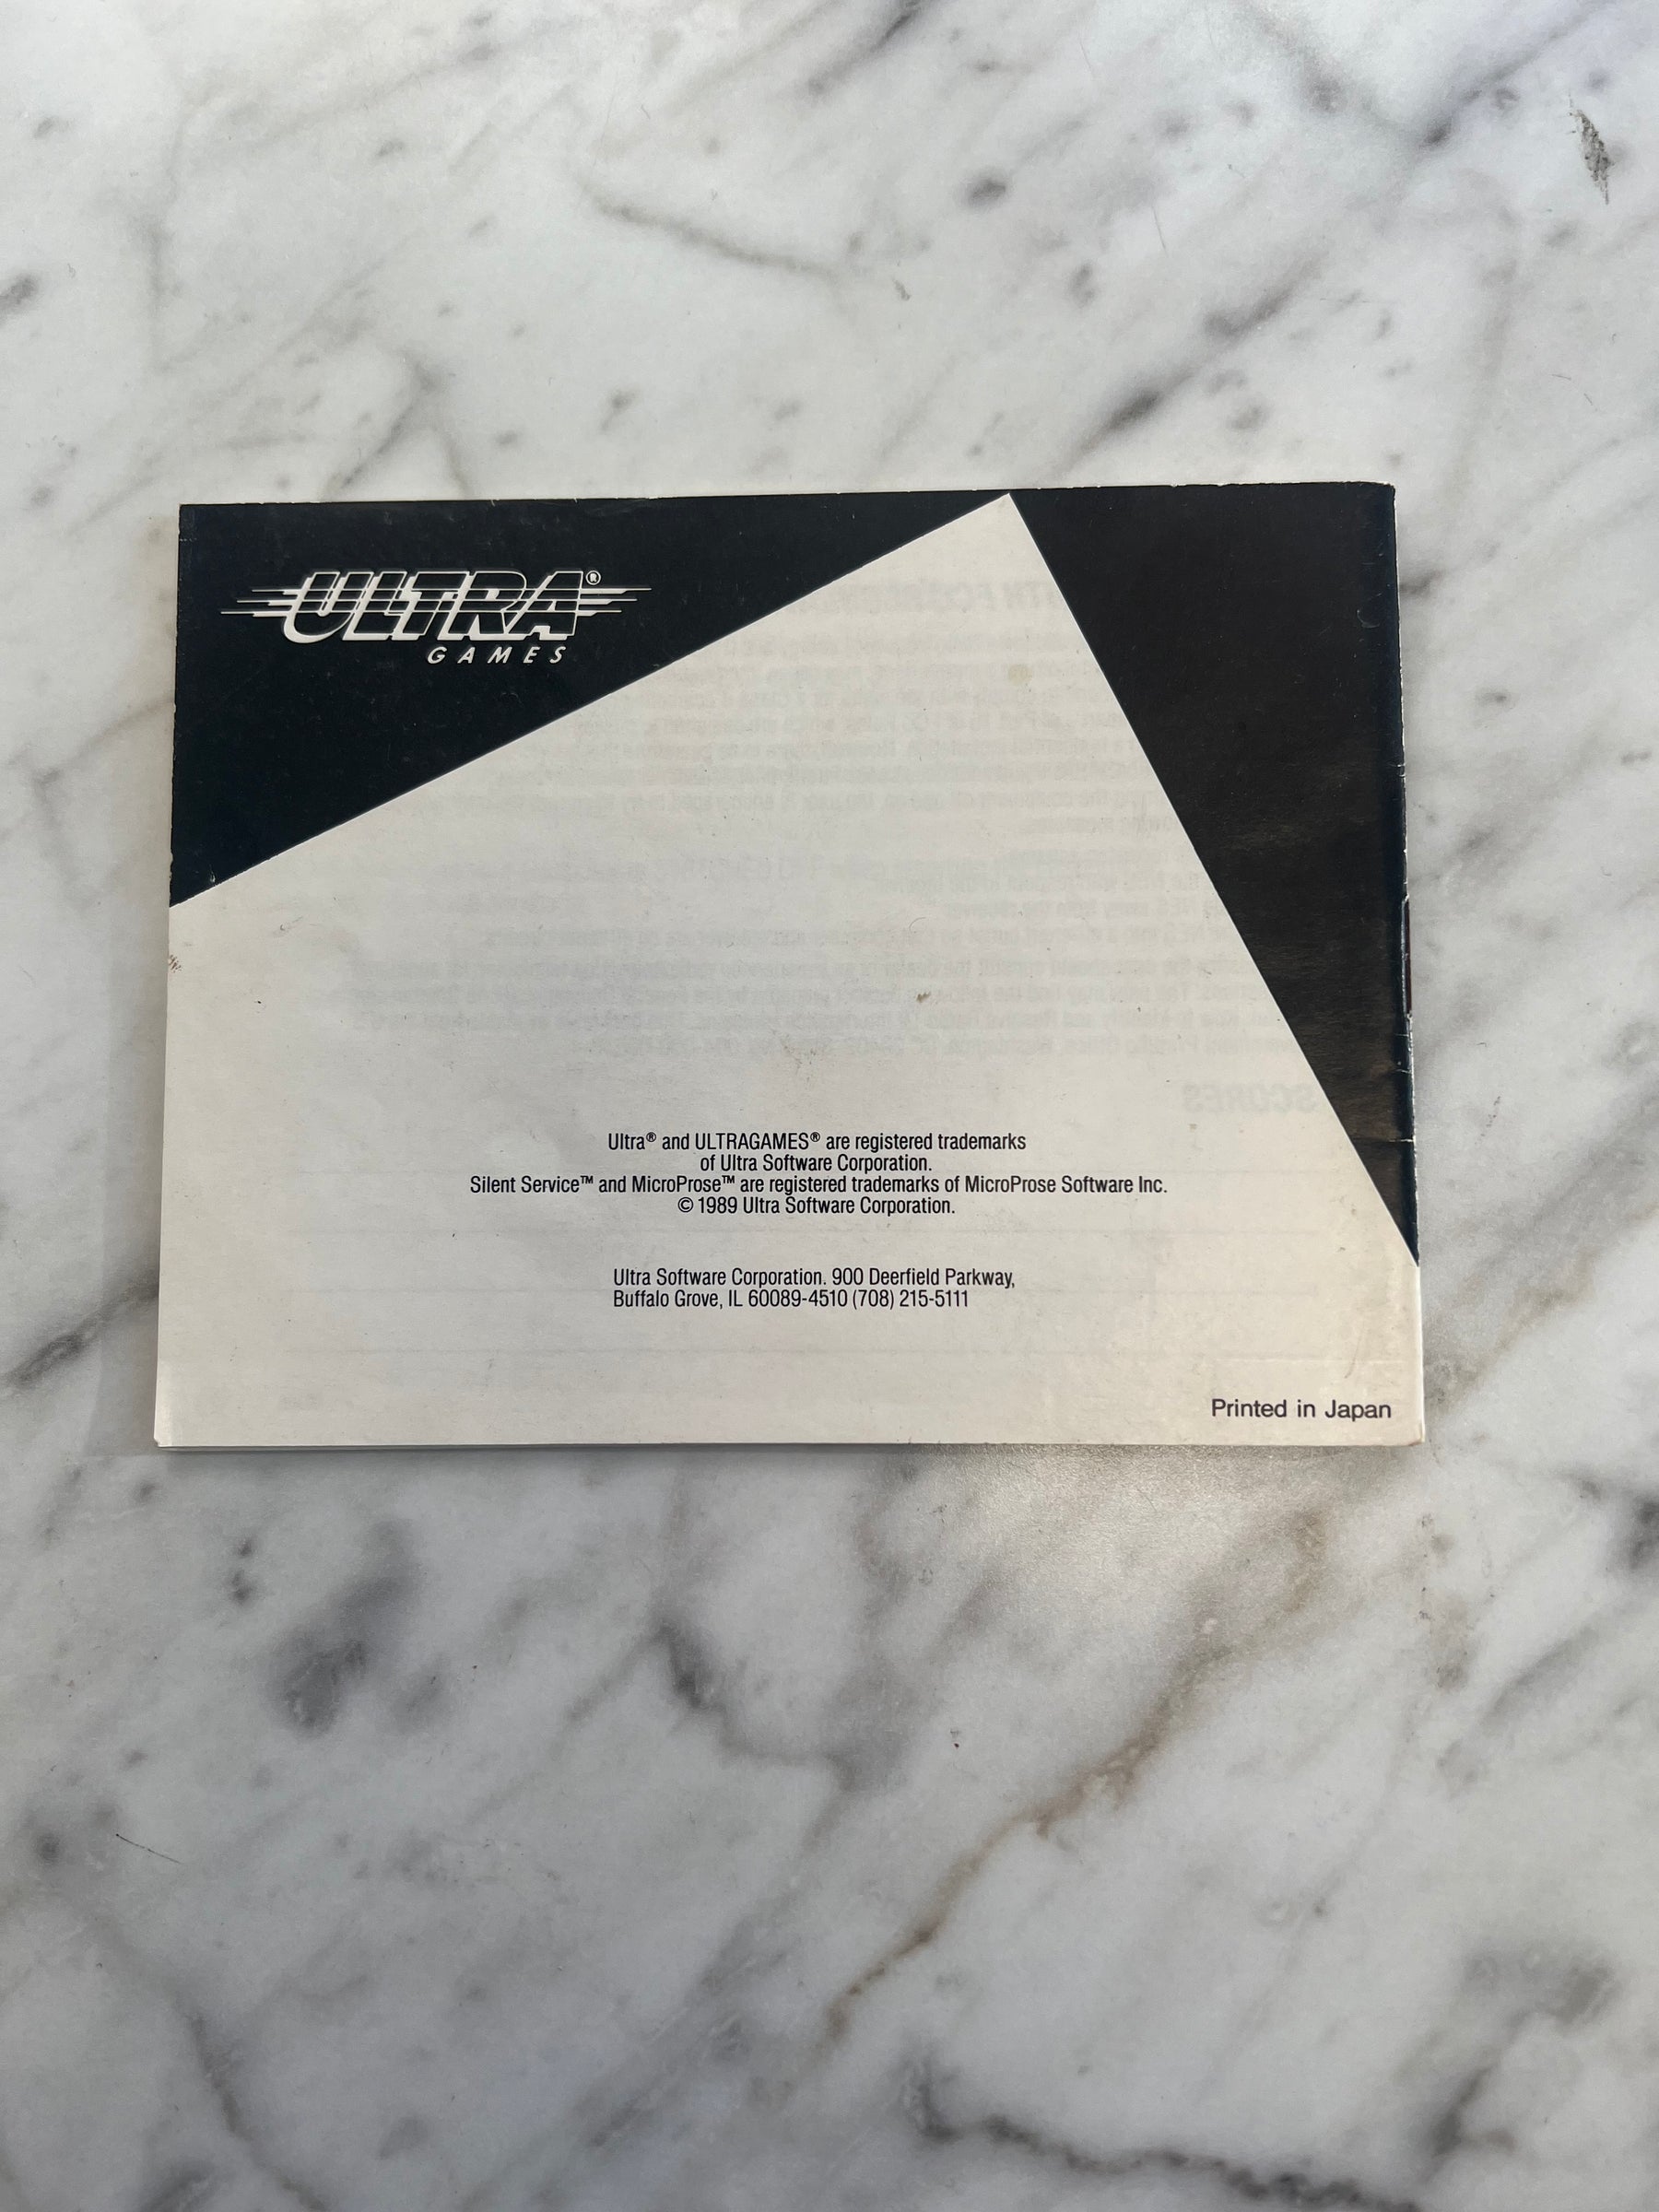 ULTRA®
GAMES
Ultra® and ULTRAGAMES® are registered trademarks
of Ultra Software Corporation.
Silent Service™ and MicroProse™ are registered trademarks of MicroProse Software Inc.
© 1989 Ultra Software Corporation.
Ultra Software Corporation. 900 Deerfield Parkway,
Buffalo Grove, IL 60089-4510 (708) 215-5111
Printed in Japan